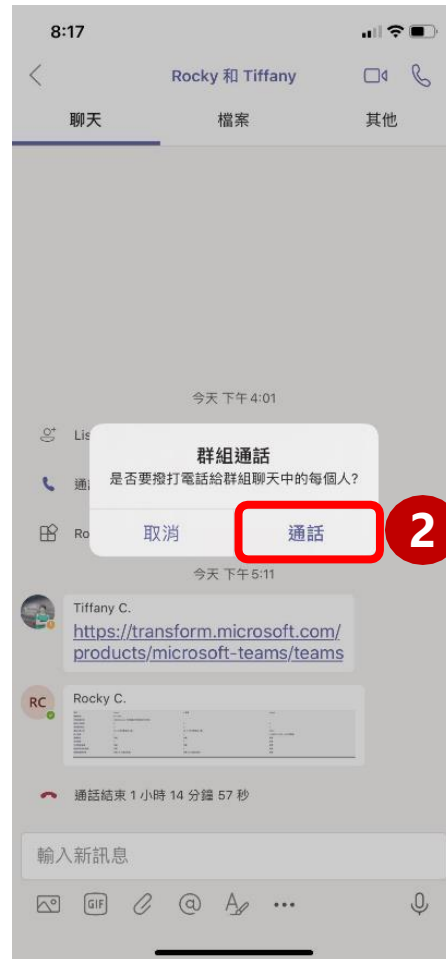 8:17
Rocky 和 Tiffany
聊天
檔案
其他
今天 下午 4:01
Lis
群組通話
通
是否要撥打電話給群組聊天中的每個人?
Ro
取消
通話
2
今天 下午 5:11
Tiffany C.
https://transform.microsoft.com/
products/microsoft-teams/teams
RC
Rocky C.
通話結束 1 小時 14 分鐘 57 秒
輸入新訊息
GIF